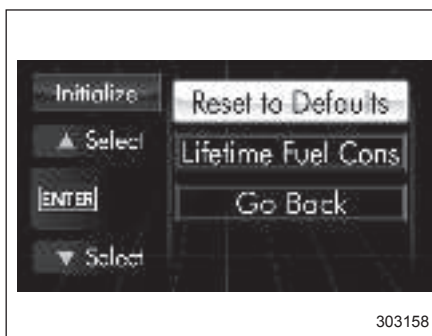 Initialize
Reset to Defaults
▲ Select
Lifetime Fuel Cons
ENTER
Go Back
▼ Select
303158